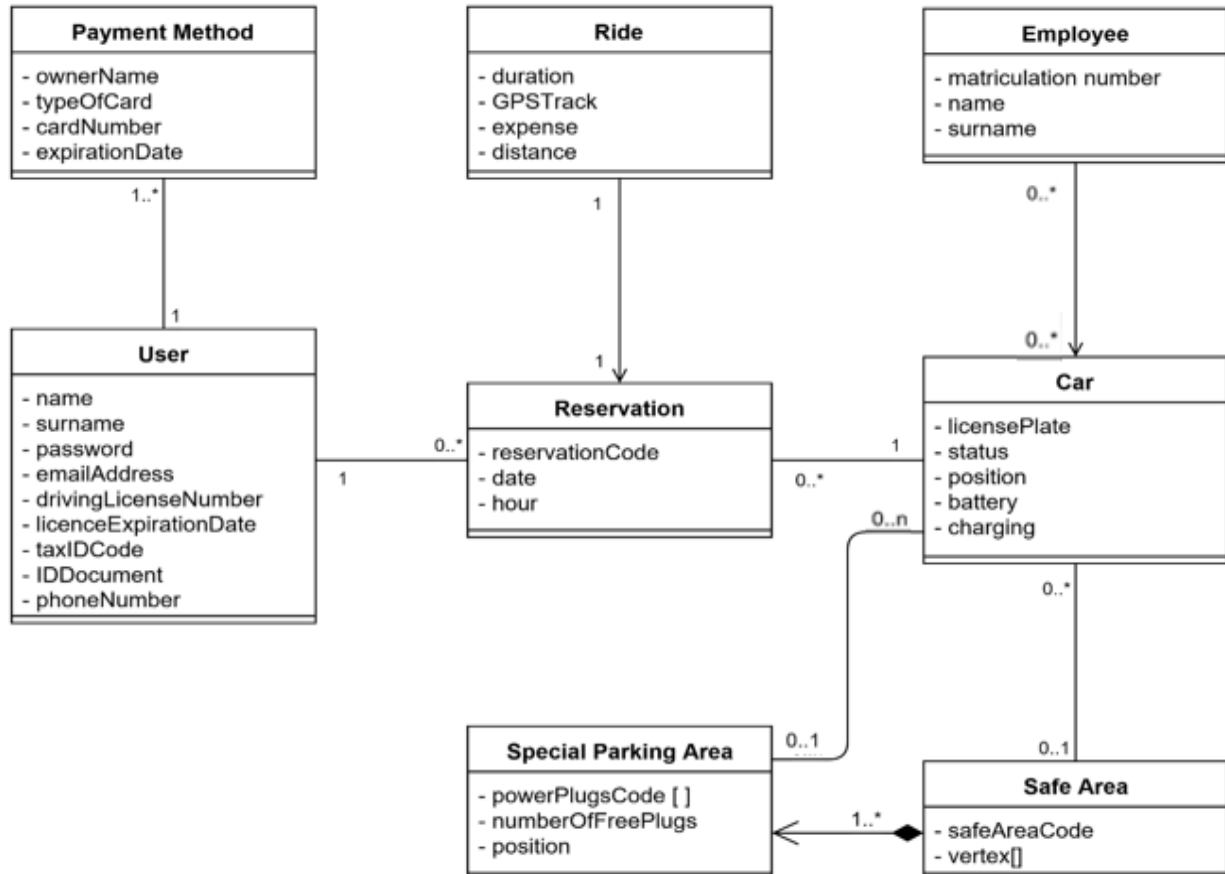 Payment Method
- ownerName
- typeOfCard
- cardNumber
- expirationDate
Ride
- duration
- GPSTrack
- expense
- distance
Employee
- matriculation number
- name
- surname
1..*
1
0..*
1
1
0..*
User
- name
- surname
- password
- emailAddress
- drivingLicenseNumber
- licenceExpirationDate
- taxIDCode
- IDDocument
- phoneNumber
0..*
1
Reservation
- reservationCode
- date
- hour
1
0..*
Car
- licensePlate
- status
- position
- battery
- charging
0..n
0..*
0..1
0..1
Special Parking Area
- powerPlugsCode [ ]
- numberOfFreePlugs
- position
1..*
Safe Area
- safeAreaCode
- vertex[]